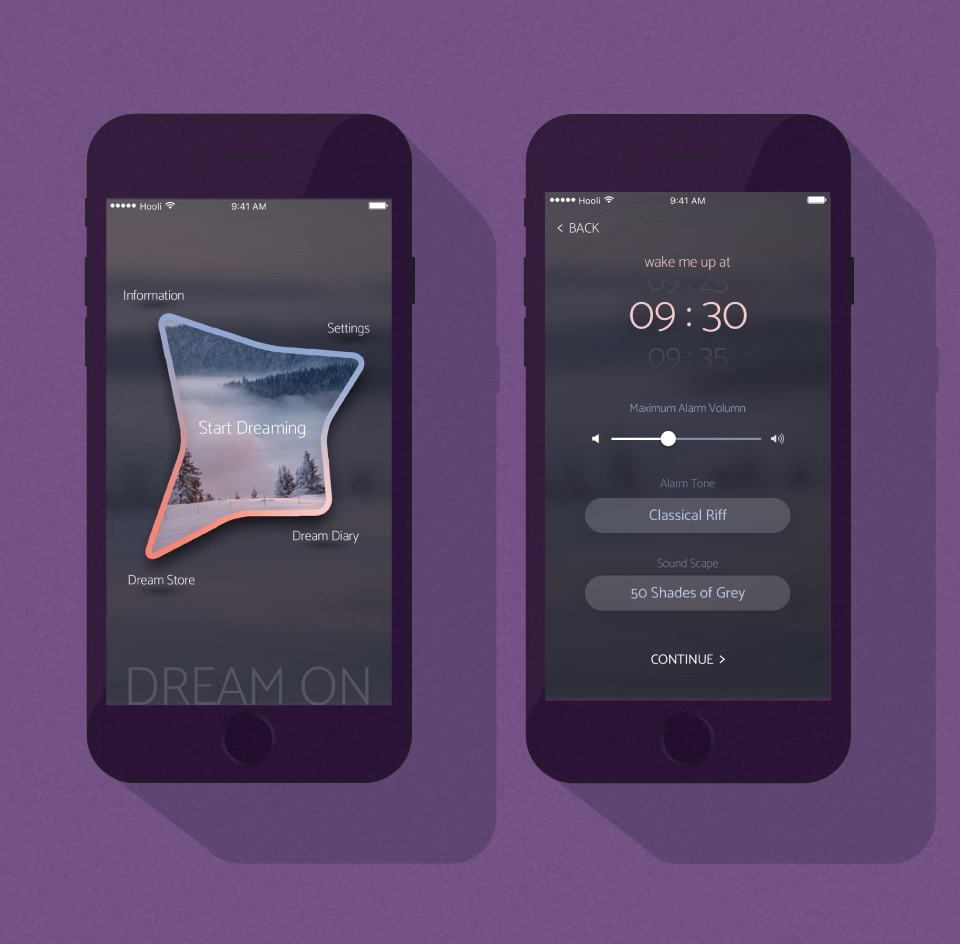 Hooli 9:41 AM
Information
Settings
Start Dreaming
Dream Diary
Dream Store
DREAM ON
Hooli 9:41 AM
< BACK
wake me up at
09 : 25
09 : 30
09 : 35
Maximum Alarm Volumn
Alarm Tone
Classical Riff
Sound Scape
50 Shades of Grey
CONTINUE >